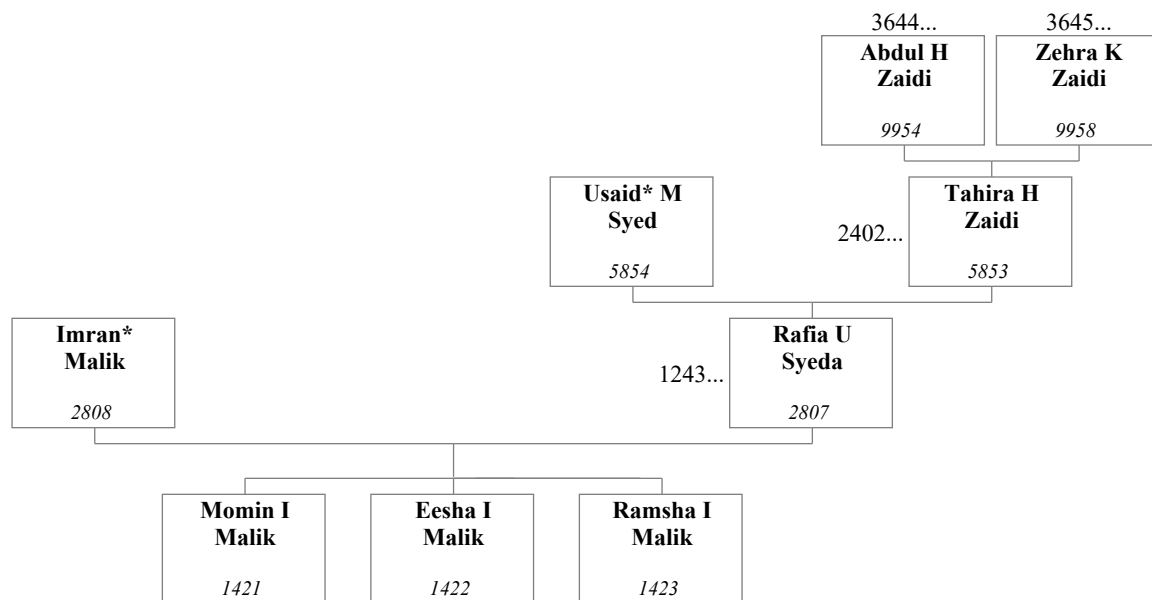 3644...
3645...
Abdul H
Zaidi
9954
Zehra K
Zaidi
9958
Usaid* M
Syed
5854
2402...
Tahira H
Zaidi
5853
Imran*
Malik
2808
1243...
Rafia U
Syeda
2807
Momin I
Malik
1421
Eesha I
Malik
1422
Ramsha I
Malik
1423